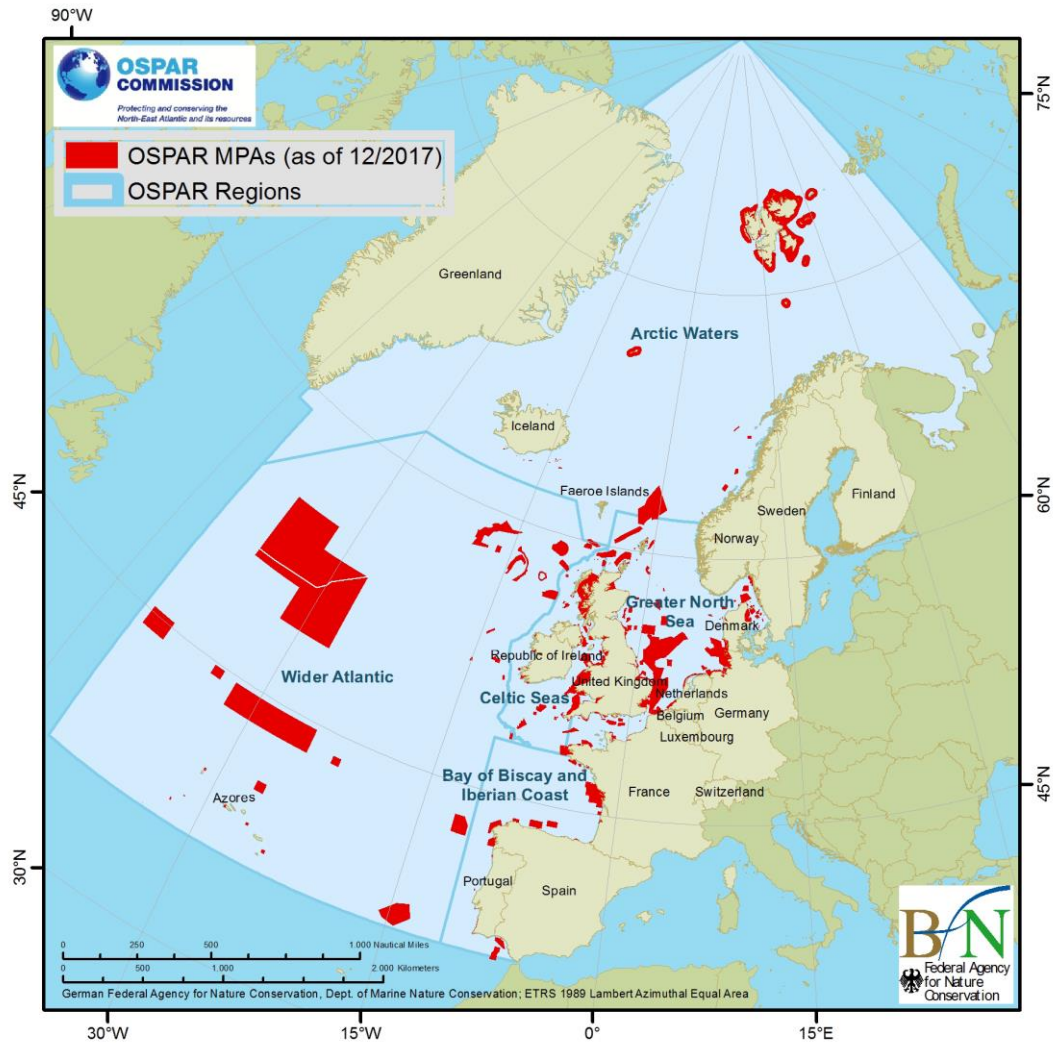 90°W
OSPAR
COMMISSION
Protecting and conserving the
North-East Atlantic and its resources
75°N
OSPAR MPAs (as of 12/2017)
OSPAR Regions
Greenland
Arctic Waters
Iceland
45°N
Faeroe Islands
Finland
60°N
Sweden
Norway
Greater North
Sea
Denmark
Republic of Ireland
Wider Atlantic
United Kingdom
Celtic Seas
Netherlands
Belgium
Germany
Luxembourg
Bay of Biscay and
Iberian Coast
45°N
France
Switzerland
Azores
30°N
Portugal
Spain
0 250 500 1.000 Nautical Miles
0 500 1.000 2.000 Kilometers
German Federal Agency for Nature Conservation, Dept. of Marine Nature Conservation; ETRS 1989 Lambert Azimuthal Equal Area
BfN
Federal Agency
for Nature
Conservation
30°W
15°W
0°
15°E